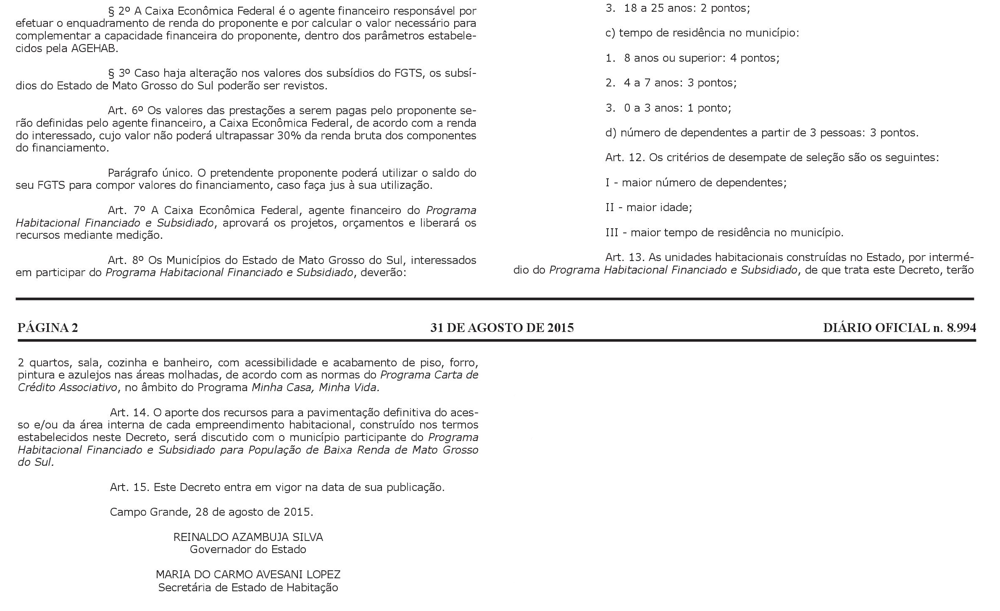 § 2º A Caixa Econômica Federal é o agente financeiro responsável por
efetuar o enquadramento de renda do proponente e por calcular o valor necessário para
complementar a capacidade financeira do proponente, dentro dos parâmetros estabele-
cidos pela AGEHAB.
§ 3º Caso haja alteração nos valores dos subsídios do FGTS, os subsí-
dios do Estado de Mato Grosso do Sul poderão ser revistos.
Art. 6º Os valores das prestações a serem pagas pelo proponente se-
rão definidas pelo agente financeiro, a Caixa Econômica Federal, de acordo com a renda
do interessado, cujo valor não poderá ultrapassar 30% da renda bruta dos componentes
do financiamento.
Parágrafo único. O pretendente proponente poderá utilizar o saldo do
seu FGTS para compor valores do financiamento, caso faça jus à sua utilização.
Art. 7º A Caixa Econômica Federal, agente financeiro do Programa
Habitacional Financiado e Subsidiado, aprovará os projetos, orçamentos e liberará os
recursos mediante medição.
Art. 8º Os Municípios do Estado de Mato Grosso do Sul, interessados
em participar do Programa Habitacional Financiado e Subsidiado, deverão:
3. 18 a 25 anos: 2 pontos;
c) tempo de residência no município:
1. 8 anos ou superior: 4 pontos;
2. 4 a 7 anos: 3 pontos;
3. 0 a 3 anos: 1 ponto;
d) número de dependentes a partir de 3 pessoas: 3 pontos.
Art. 12. Os critérios de desempate de seleção são os seguintes:
I - maior número de dependentes;
II - maior idade;
III - maior tempo de residência no município.
Art. 13. As unidades habitacionais construídas no Estado, por intermé-
dio do Programa Habitacional Financiado e Subsidiado, de que trata este Decreto, terão
PÁGINA 2 31 DE AGOSTO DE 2015 DIÁRIO OFICIAL n. 8.994
2 quartos, sala, cozinha e banheiro, com acessibilidade e acabamento de piso, forro,
pintura e azulejos nas áreas molhadas, de acordo com as normas do Programa Carta de
Crédito Associativo, no âmbito do Programa Minha Casa, Minha Vida.
Art. 14. O aporte dos recursos para a pavimentação definitiva do aces-
so e/ou da área interna de cada empreendimento habitacional, construído nos termos
estabelecidos neste Decreto, será discutido com o município participante do Programa
Habitacional Financiado e Subsidiado para População de Baixa Renda de Mato Grosso
do Sul.
Art. 15. Este Decreto entra em vigor na data de sua publicação.
Campo Grande, 28 de agosto de 2015.
REINALDO AZAMBUJA SILVA
Governador do Estado
MARIA DO CARMO AVESANI LOPEZ
Secretária de Estado de Habitação